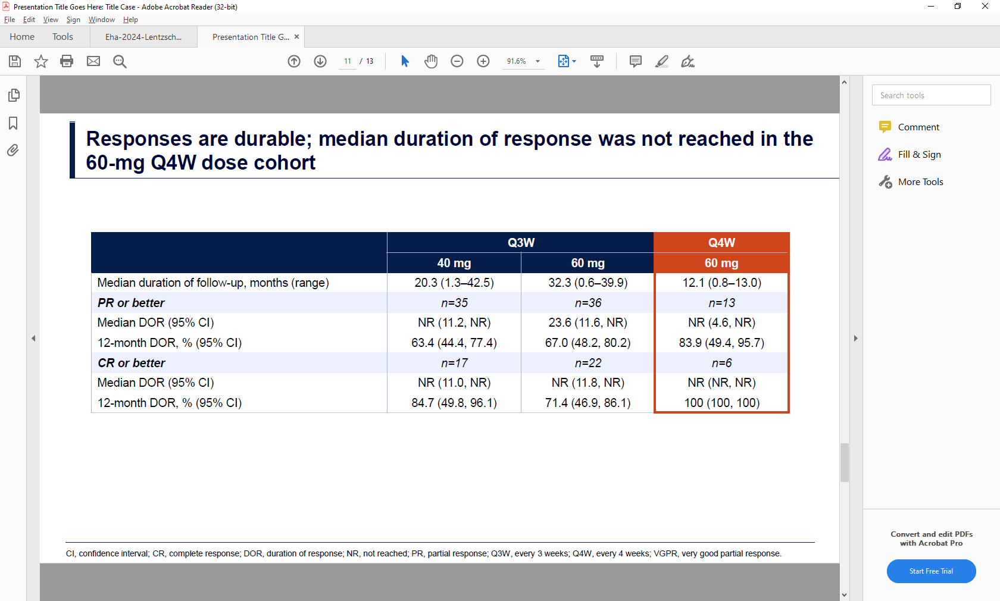 Presentation Title Goes Here: Title Case - Adobe Acrobat Reader (32-bit)
File Edit View Sign Window Help
Home Tools Eha-2024-Lentzsch... Presentation Title G... ×
11 / 13 91.6%
Search tools
Comment
Fill & Sign
More Tools
Responses are durable; median duration of response was not reached in the
60-mg Q4W dose cohort
Q3W Q4W
40 mg 60 mg 60 mg
Median duration of follow-up, months (range) 20.3 (1.3–42.5) 32.3 (0.6–39.9) 12.1 (0.8–13.0)
PR or better n=35 n=36 n=13
Median DOR (95% CI) NR (11.2, NR) 23.6 (11.6, NR) NR (4.6, NR)
12-month DOR, % (95% CI) 63.4 (44.4, 77.4) 67.0 (48.2, 80.2) 83.9 (49.4, 95.7)
CR or better n=17 n=22 n=6
Median DOR (95% CI) NR (11.0, NR) NR (11.8, NR) NR (NR, NR)
12-month DOR, % (95% CI) 84.7 (49.8, 96.1) 71.4 (46.9, 86.1) 100 (100, 100)
CI, confidence interval; CR, complete response; DOR, duration of response; NR, not reached; PR, partial response; Q3W, every 3 weeks; Q4W, every 4 weeks; VGPR, very good partial response.
Convert and edit PDFs
with Acrobat Pro
Start Free Trial